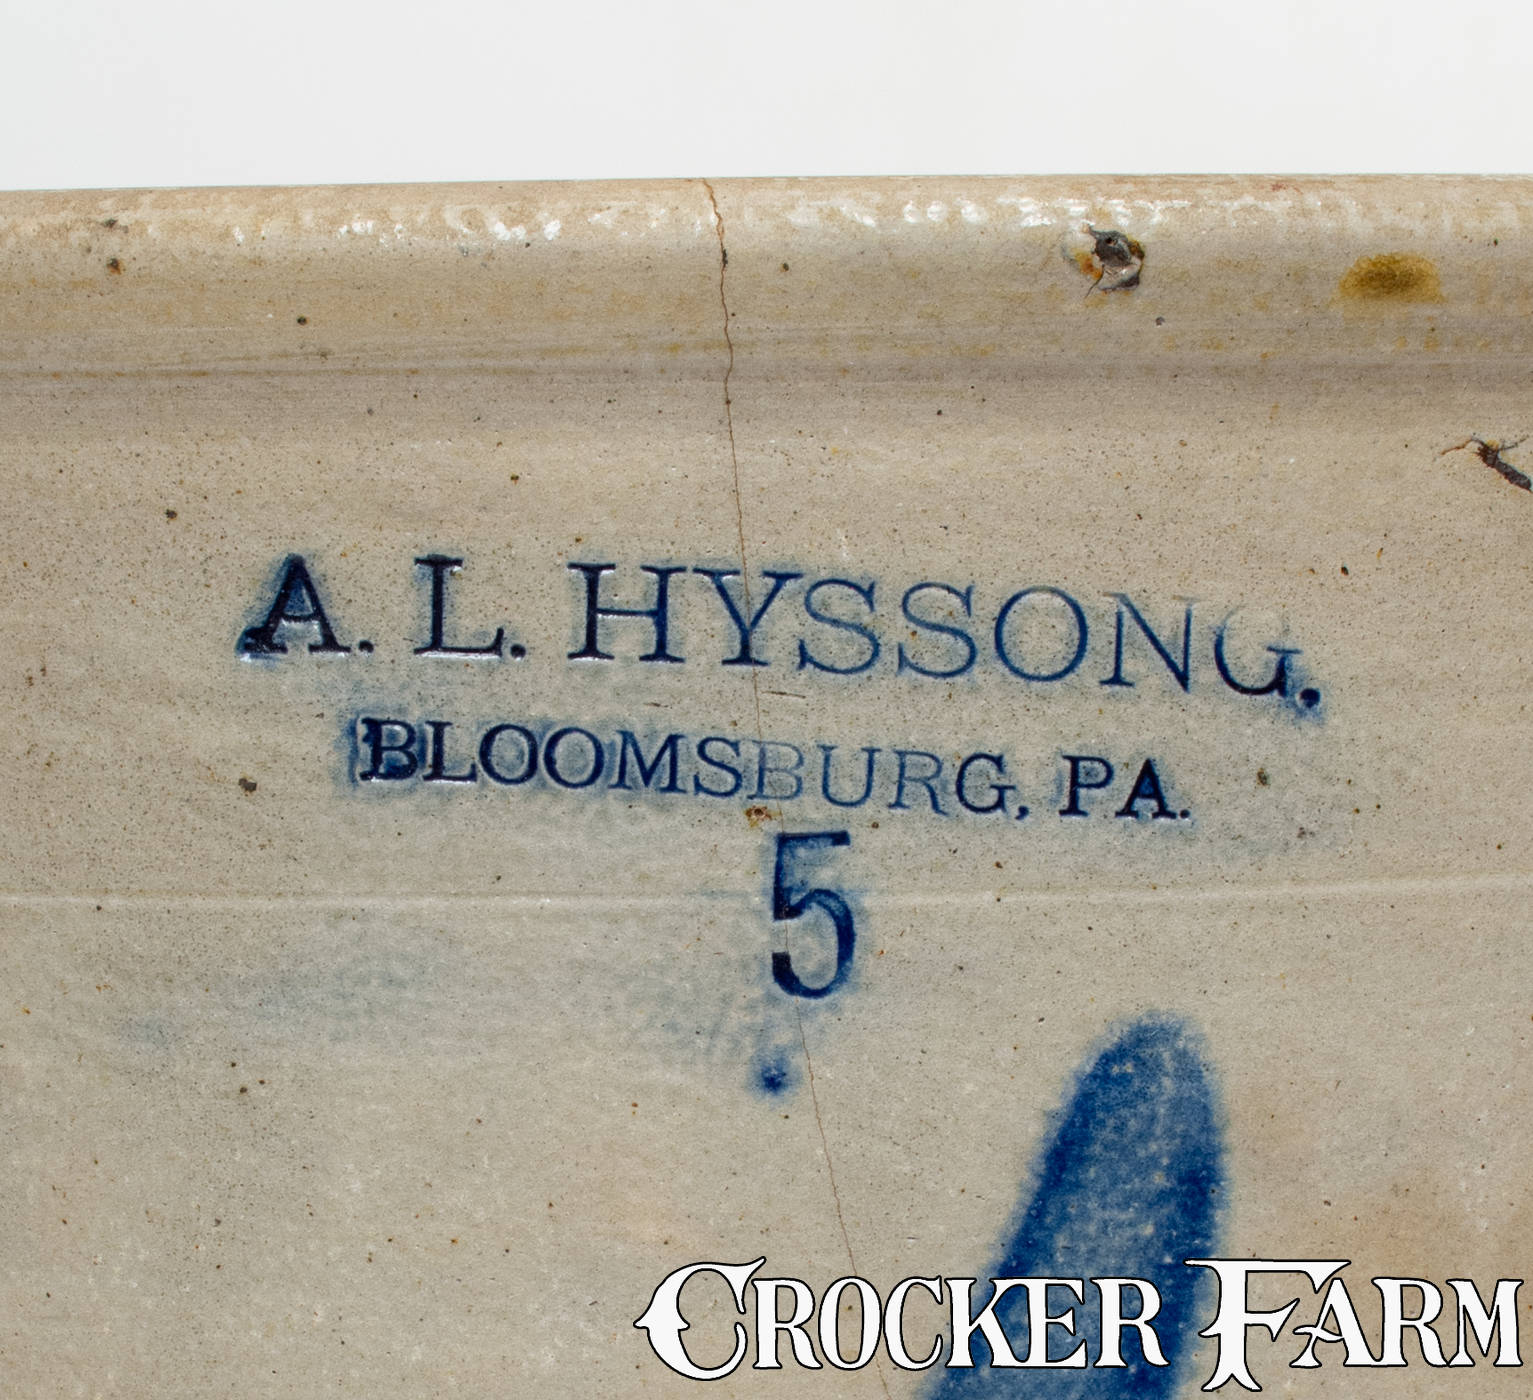 A. L. HYSSONG.
BLOOMSBURG, PA.
5
CROCKER FARM